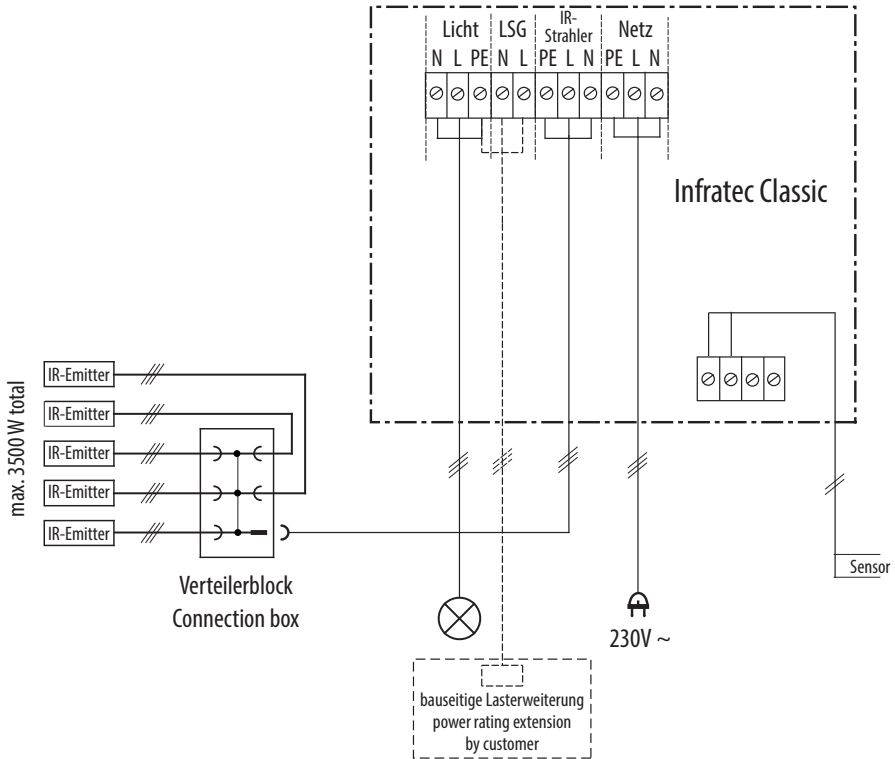 Licht LSG IR-Strahler Netz
N L PE N L PE L N PE L N
Infratec Classic
max. 3500 W total
IR-Emitter
IR-Emitter
IR-Emitter
IR-Emitter
IR-Emitter
Verteilerblock
Connection box
230V ~
Sensor
bauseitige Lasterweiterung
power rating extension
by customer